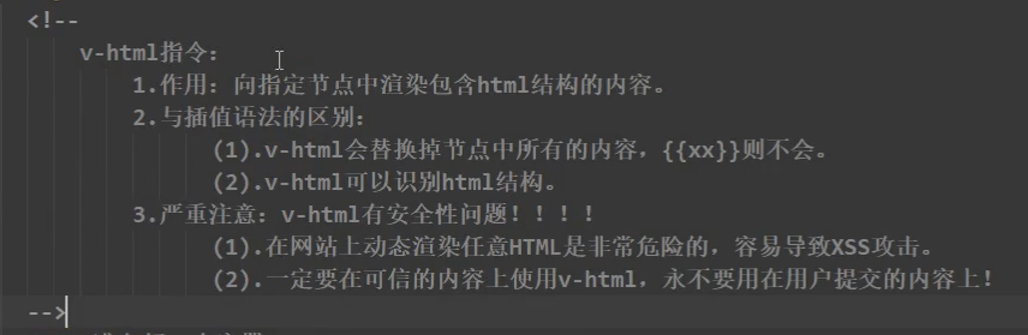 <!--
v-html指令:
1.作用: 向指定节点中渲染包含html结构的内容。
2.与插值语法的区别:
(1).v-html会替换掉节点中所有的内容, {{xx}}则不会。
(2).v-html可以识别html结构。
3.严重注意: v-html有安全性问题!!!!
(1).在网站上动态渲染任意HTML是非常危险的, 容易导致XSS攻击。
(2).一定要在可信的内容上使用v-html, 永不要用在用户提交的内容上!
-->